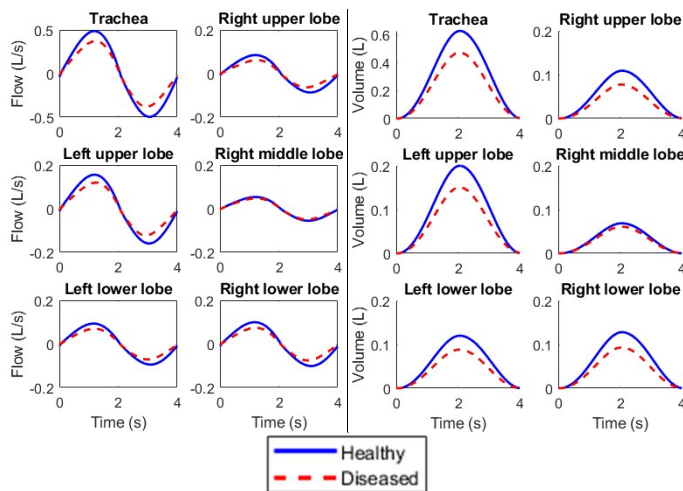 Trachea
Right upper lobe
Flow (L/s)
0.5
0
-0.5
0 2 4
0.2
0
-0.2
0 2 4
Left upper lobe
Right middle lobe
Flow (L/s)
0.2
0
-0.2
0 2 4
0.2
0
-0.2
0 2 4
Left lower lobe
Right lower lobe
Flow (L/s)
0.2
0
-0.2
0 2 4
Time (s)
0.2
0
-0.2
0 2 4
Time (s)
Trachea
Right upper lobe
Volume (L)
0.6
0.4
0.2
0
0 2 4
0.2
0.1
0
0 2 4
Left upper lobe
Right middle lobe
Volume (L)
0.2
0.1
0
0 2 4
0.2
0.1
0
0 2 4
Left lower lobe
Right lower lobe
Volume (L)
0.2
0.1
0
0 2 4
Time (s)
0.2
0.1
0
0 2 4
Time (s)
Healthy
Diseased